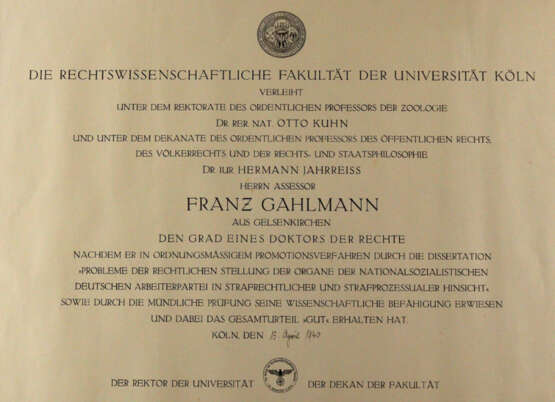 DIE RECHTSWISSENSCHAFTLICHE FAKULTÄT DER UNIVERSITÄT KÖLN
VERLEIHT
UNTER DEM REKTORATE DES ORDENTLICHEN PROFESSORS DER ZOOLOGIE
DR RER. NAT. OTTO KUHN
UND UNTER DEM DEKANATE DES ORDENTLICHEN PROFESSORS DES ÖFFENTLICHEN RECHTS,
DES VÖLKERRECHTS UND DER RECHTS- UND STAATSPHILOSOPHIE
DR IUR HERMANN JAHRREISS
HERRN ASSESSOR
FRANZ GAHLMANN
AUS GELSENKIRCHEN
DEN GRAD EINES DOKTORS DER RECHTE
NACHDEM ER IN ORDNUNGSMÄSSIGEM PROMOTIONSVERFAHREN DURCH DIE DISSERTATION
»PROBLEME DER RECHTLICHEN STELLUNG DER ORGANE DER NATIONALSOZIALISTISCHEN
DEUTSCHEN ARBEITERPARTEI IN STRAFRECHTLICHER UND STRAFPROZESSUALER HINSICHT«
SOWIE DURCH DIE MÜNDLICHE PRÜFUNG SEINE WISSENSCHAFTLICHE BEFÄHIGUNG ERWIESEN
UND DABEI DAS GESAMTURTEIL »GUT« ERHALTEN HAT.
KÖLN, DEN April 1940
DER REKTOR DER UNIVERSITÄT DER DEKAN DER FAKULTÄT